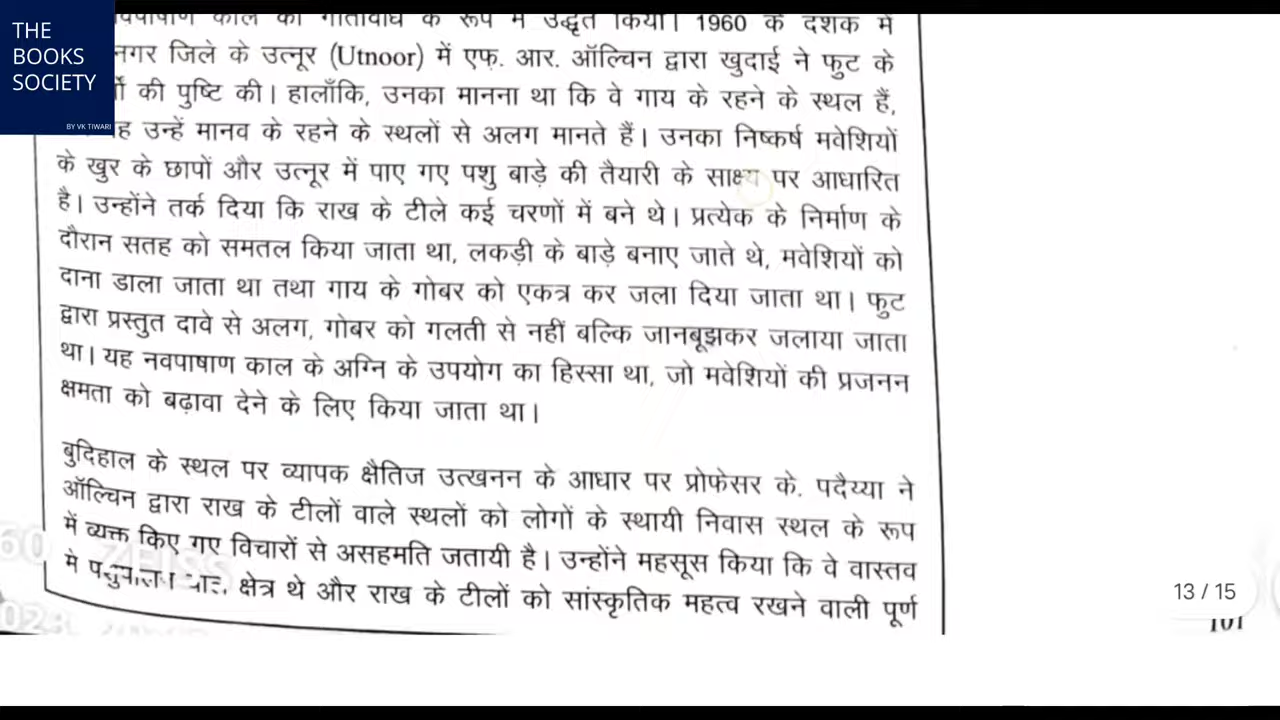 THE
BOOKS
SOCIETY
BY VK TIWARI
काल की गतिविधि के रूप में उद्धृत किया। 1960 के दशक में
नगर जिले के उत्नूर (Utnoor) में एफ. आर. ऑल्चिन द्वारा खुदाई ने फुट के
की पुष्टि की। हालाँकि, उनका मानना था कि वे गाय के रहने के स्थल हैं,
उन्हें मानव के रहने के स्थलों से अलग मानते हैं। उनका निष्कर्ष मवेशियों
के खुर के छापों और उत्नूर में पाए गए पशु बाड़े की तैयारी के साक्ष्य पर आधारित
है। उन्होंने तर्क दिया कि राख के टीले कई चरणों में बने थे। प्रत्येक के निर्माण के
दौरान सतह को समतल किया जाता था, लकड़ी के बाड़े बनाए जाते थे, मवेशियों को
दाना डाला जाता था तथा गाय के गोबर को एकत्र कर जला दिया जाता था। फुट
द्वारा प्रस्तुत दावे से अलग, गोबर को गलती से नहीं बल्कि जानबूझकर जलाया जाता
था। यह नवपाषाण काल के अग्नि के उपयोग का हिस्सा था, जो मवेशियों की प्रजनन
क्षमता को बढ़ावा देने के लिए किया जाता था।
बुदिहाल के स्थल पर व्यापक क्षैतिज उत्खनन के आधार पर प्रोफेसर के. पदैय्या ने
ऑल्चिन द्वारा राख के टीलों वाले स्थलों को लोगों के स्थायी निवास स्थल के रूप
में व्यक्त किए गए विचारों से असहमति जतायी है। उन्होंने महसूस किया कि वे वास्तव
क्षेत्र थे और राख के टीलों को सांस्कृतिक महत्व रखने वाली पूर्ण
13 / 15
101